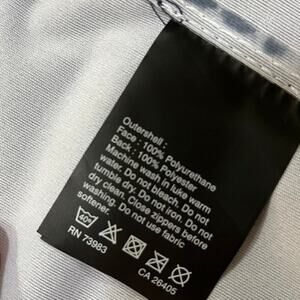 Outershell :
Face : 100% Polyurethane
Back : 100% Polyester
Machine wash in luke warm
water. Do not bleach. Do not
tumble dry. Do not iron. Do not
dry clean. Close zippers before
washing. Do not use fabric
softener.
40°
RN 73983
CA 26405